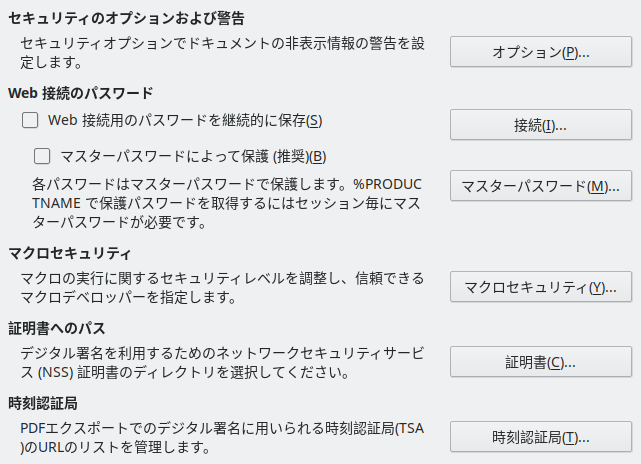 セキュリティのオプションおよび警告
セキュリティオプションでドキュメントの非表示情報の警告を設
定します。
オプション(P)...
Web 接続のパスワード
Web 接続用のパスワードを継続的に保存(S)
接続(I)...
マスターパスワードによって保護 (推奨)(B)
各パスワードはマスターパスワードで保護します。%PRODUC
TNAME で保護パスワードを取得するにはセッション毎にマス
ターパスワードが必要です。
マスターパスワード(M)...
マクロセキュリティ
マクロの実行に関するセキュリティレベルを調整し、信頼できる
マクロデベロッパーを指定します。
マクロセキュリティ(Y)...
証明書へのパス
デジタル署名を利用するためのネットワークセキュリティサービ
ス (NSS) 証明書のディレクトリを選択してください。
証明書(C)...
時刻認証局
PDFエクスポートでのデジタル署名に用いられる時刻認証局(TSA
)のURLのリストを管理します。
時刻認証局(T)...